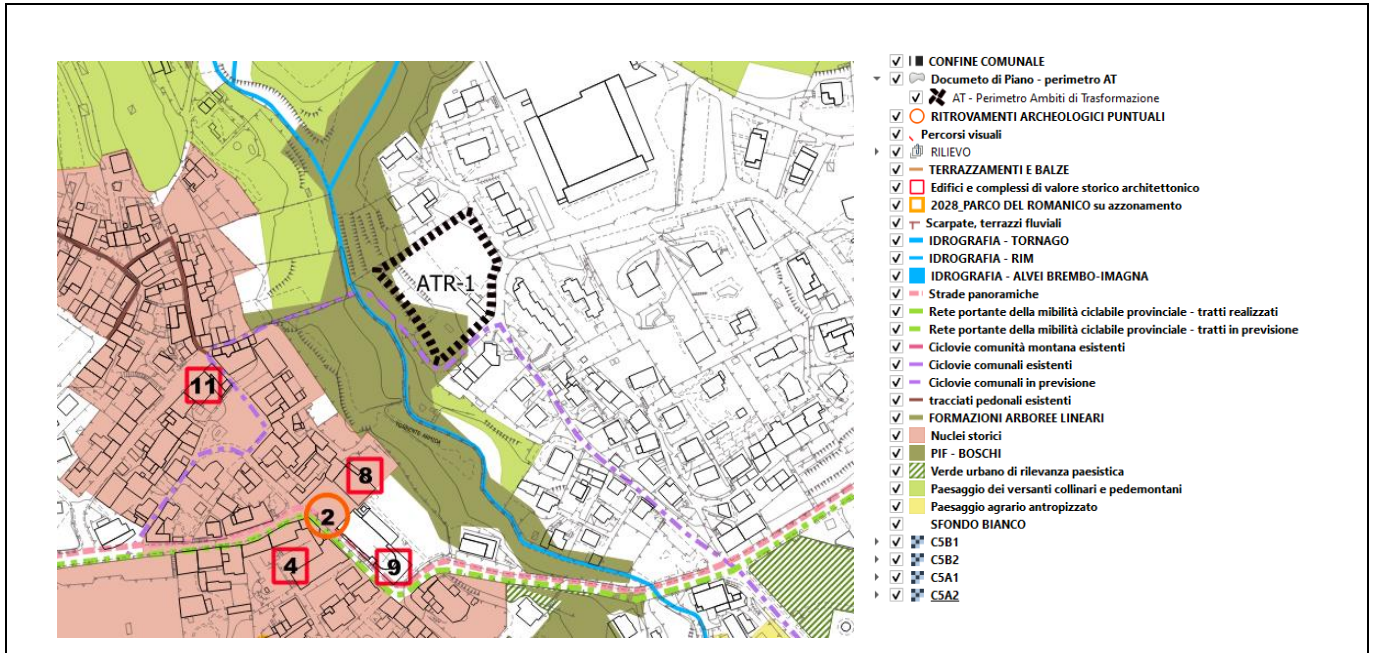 ATR-1
11
8
2
4
9
TORRENTE ARMISA
CONFINE COMUNALE
Documeto di Piano - perimetro AT
AT - Perimetro Ambiti di Trasformazione
RITROVAMENTI ARCHEOLOGICI PUNTUALI
Percorsi visuali
RILIEVO
TERRAZZAMENTI E BALZE
Edifici e complessi di valore storico architettonico
2028_PARCO DEL ROMANICO su azzonamento
Scarpate, terrazzi fluviali
IDROGRAFIA - TORNAGO
IDROGRAFIA - RIM
IDROGRAFIA - ALVEI BREMBO-IMAGNA
Strade panoramiche
Rete portante della mibilità ciclabile provinciale - tratti realizzati
Rete portante della mibilità ciclabile provinciale - tratti in previsione
Ciclovie comunità montana esistenti
Ciclovie comunali esistenti
Ciclovie comunali in previsione
tracciati pedonali esistenti
FORMAZIONI ARBOREE LINEARI
Nuclei storici
PIF - BOSCHI
Verde urbano di rilevanza paesistica
Paesaggio dei versanti collinari e pedemontani
Paesaggio agrario antropizzato
SFONDO BIANCO
C5B1
C5B2
C5A1
C5A2